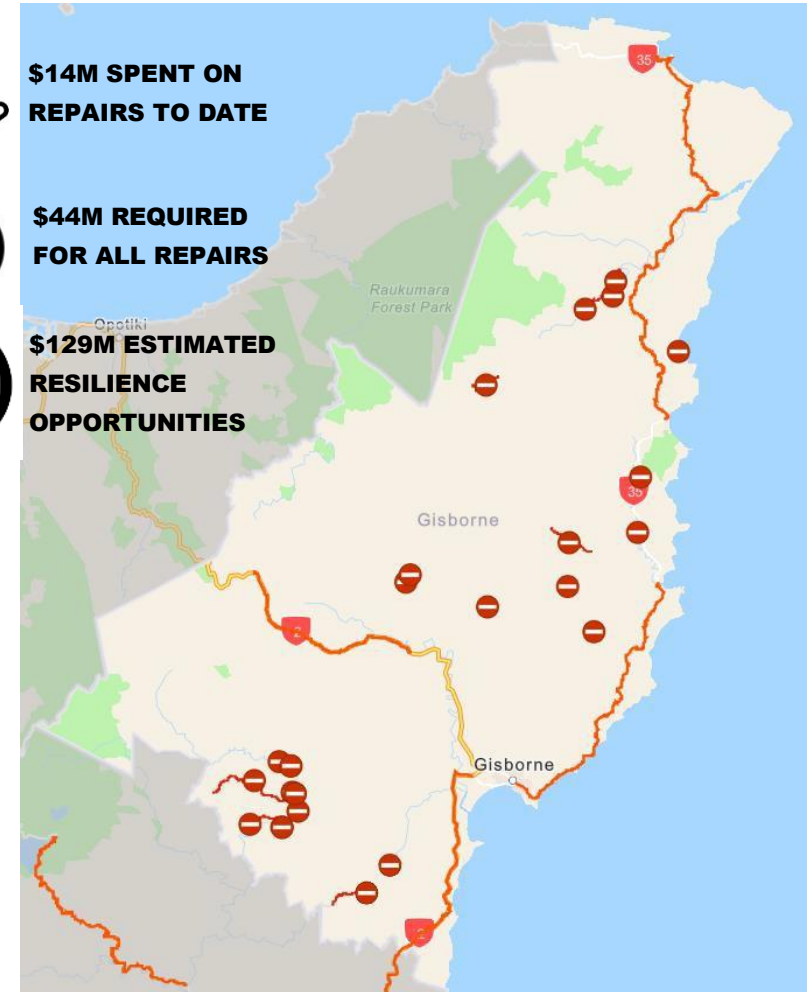 $14M SPENT ON
REPAIRS TO DATE
$44M REQUIRED
FOR ALL REPAIRS
$129M ESTIMATED
RESILIENCE
OPPORTUNITIES
35
Raukumara
Forest Park
Opotiki
35
Gisborne
2
Gisborne
2